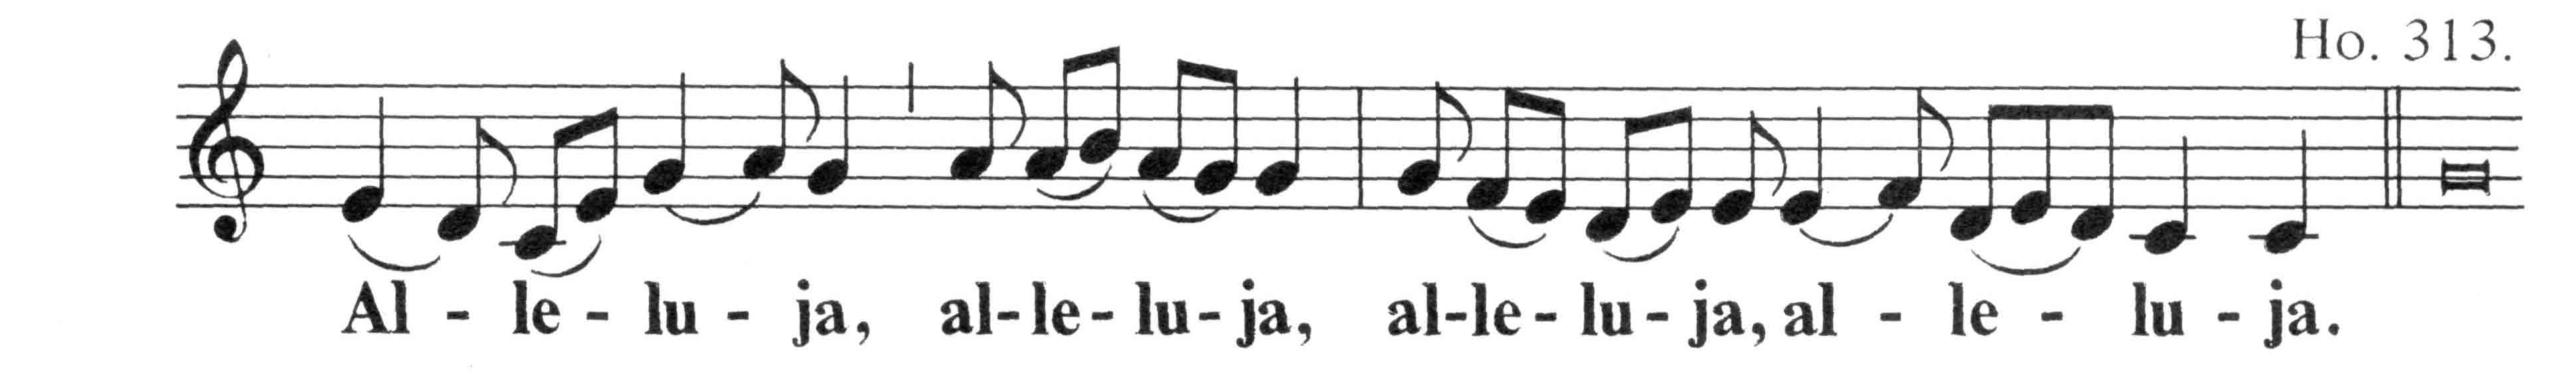 Ho. 313.
Al - le - lu - ja, al-le-lu-ja, al-le-lu-ja, al - le - lu - ja.